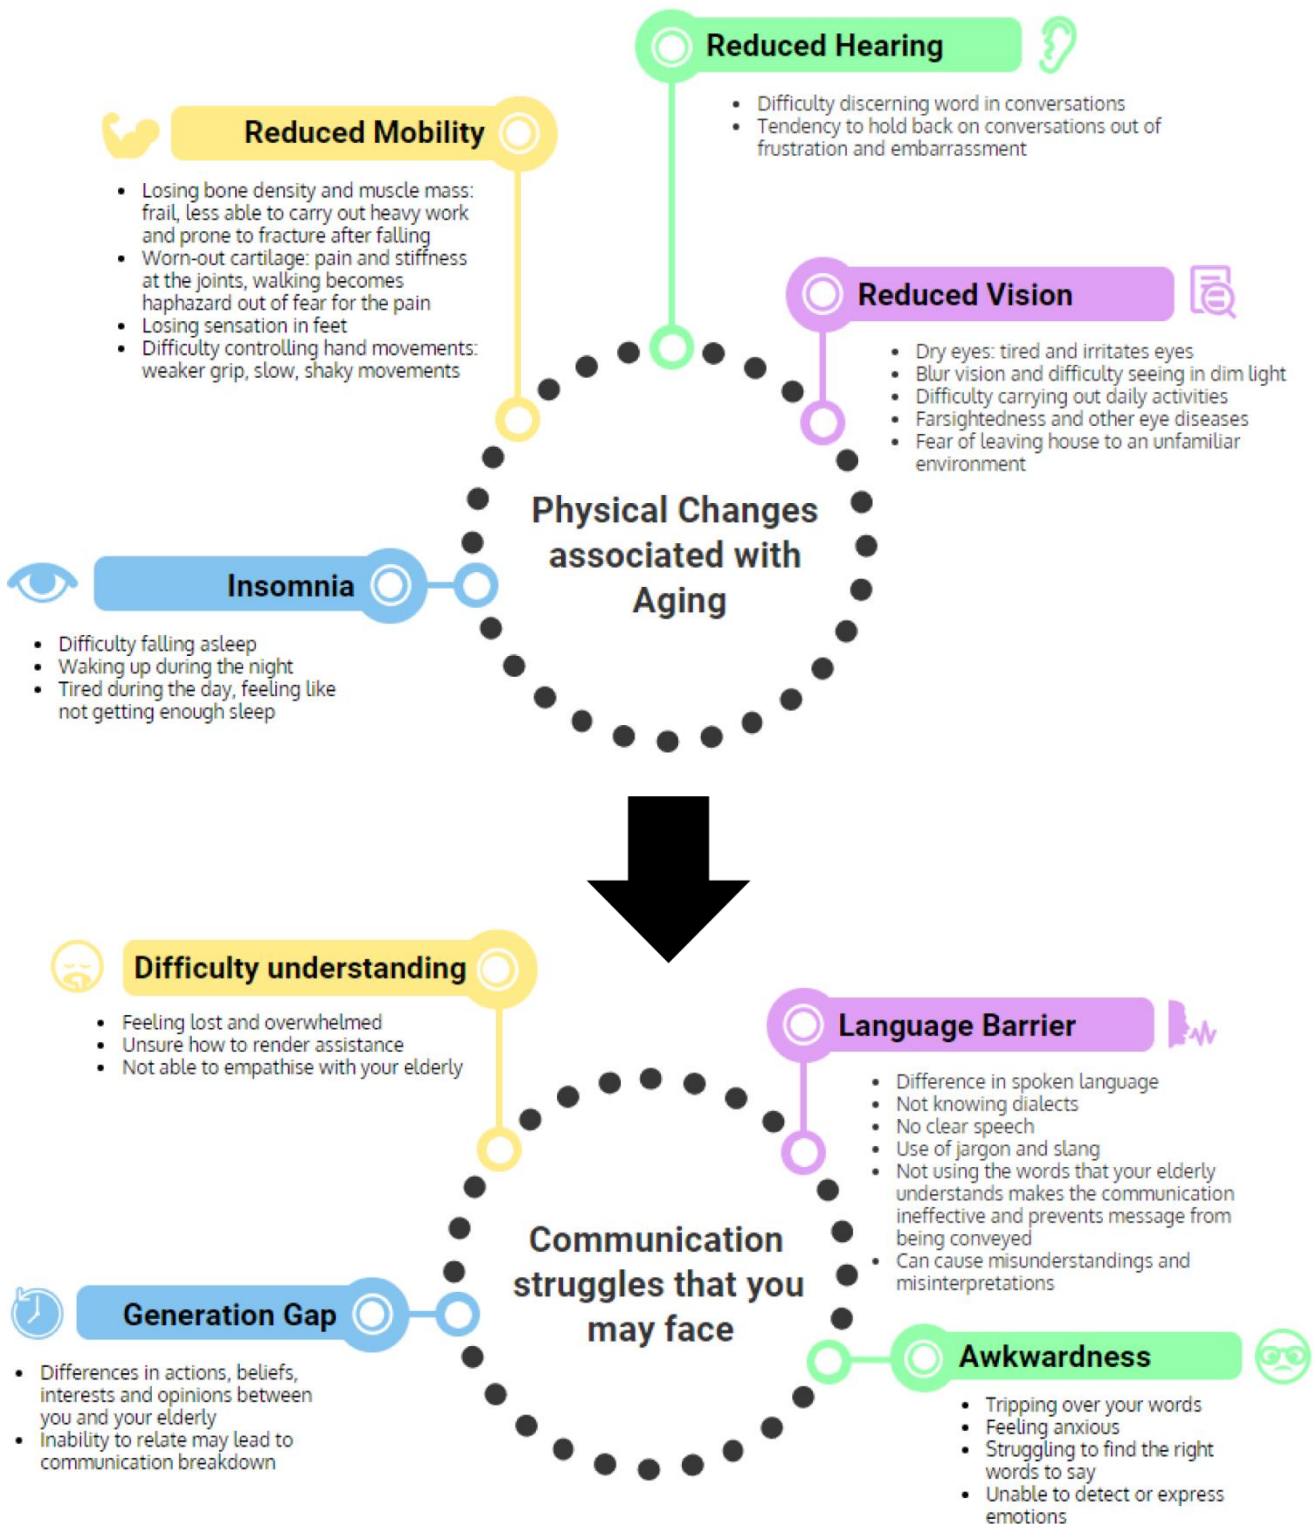 Reduced Hearing
• Difficulty discerning word in conversations
• Tendency to hold back on conversations out of
frustration and embarrassment
Reduced Mobility
• Losing bone density and muscle mass:
frail, less able to carry out heavy work
and prone to fracture after falling
• Worn-out cartilage: pain and stiffness
at the joints, walking becomes
haphazard out of fear for the pain
• Losing sensation in feet
• Difficulty controlling hand movements:
weaker grip, slow, shaky movements
Reduced Vision
• Dry eyes: tired and irritates eyes
• Blur vision and difficulty seeing in dim light
• Difficulty carrying out daily activities
• Farsightedness and other eye diseases
• Fear of leaving house to an unfamiliar
environment
Physical Changes
associated with
Aging
Insomnia
• Difficulty falling asleep
• Waking up during the night
• Tired during the day, feeling like
not getting enough sleep
Difficulty understanding
• Feeling lost and overwhelmed
• Unsure how to render assistance
• Not able to empathise with your elderly
Language Barrier
• Difference in spoken language
• Not knowing dialects
• No clear speech
• Use of jargon and slang
• Not using the words that your elderly
understands makes the communication
ineffective and prevents message from
being conveyed
• Can cause misunderstandings and
misinterpretations
Communication
struggles that you
may face
Generation Gap
• Differences in actions, beliefs,
interests and opinions between
you and your elderly
• Inability to relate may lead to
communication breakdown
Awkwardness
• Tripping over your words
• Feeling anxious
• Struggling to find the right
words to say
• Unable to detect or express
emotions